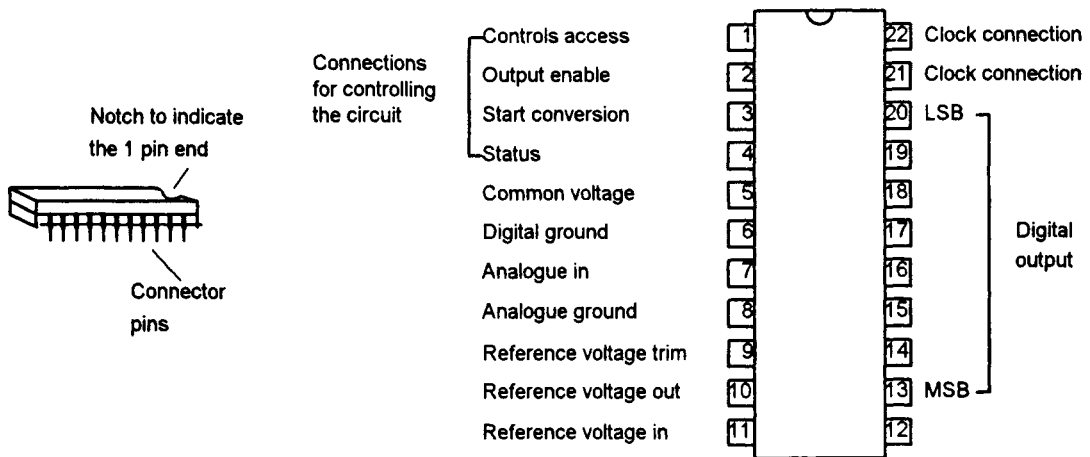 Notch to indicate
the 1 pin end
Connector
pins
Connections
for controlling
the circuit
Controls access 1
Output enable 2
Start conversion 3
Status 4
Common voltage 5
Digital ground 6
Analogue in 7
Analogue ground 8
Reference voltage trim 9
Reference voltage out 10
Reference voltage in 11
22 Clock connection
21 Clock connection
20 LSB
19
18
17
16
15
14
13 MSB
12
Digital
output